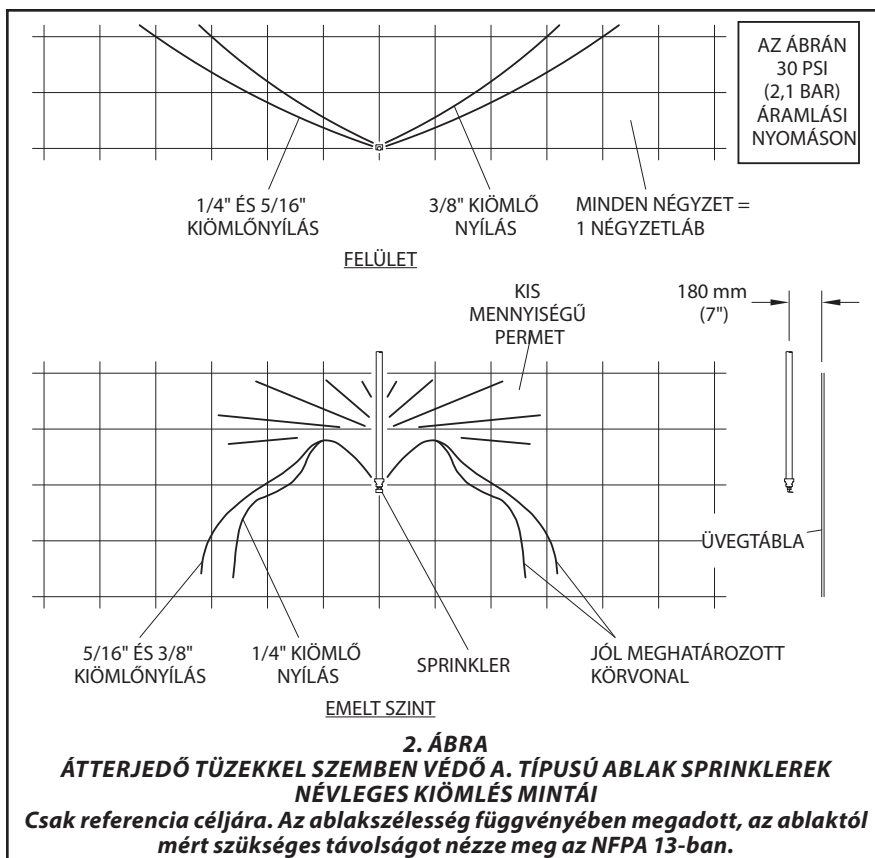 AZ ÁBRÁN
30 PSI
(2,1 BAR)
ÁRAMLÁSI
NYOMÁSON
1/4" ÉS 5/16"
KIÖMLŐNYÍLÁS
3/8" KIÖMLŐ
NYÍLÁS
MINDEN NÉGYZET =
1 NÉGYZETLÁB
FELÜLET
KIS
MENNYISÉGŰ
PERMET
180 mm
(7")
ÜVEGTÁBLA
5/16" ÉS 3/8"
KIÖMLŐNYÍLÁS
1/4" KIÖMLŐ
NYÍLÁS
SPRINKLER
JÓL MEGHATÁROZOTT
KÖRVONAL
EMELT SZINT
2. ÁBRA
ÁTTERJEDŐ TÜZEKKEL SZEMBEN VÉDŐ A. TÍPUSÚ ABLAK SPRINKLEREK
NÉVLEGES KIÖMLÉS MINTÁI
Csak referencia céljára. Az ablakszélesség függvényében megadott, az ablaktól
mért szükséges távolságot nézze meg az NFPA 13-ban.